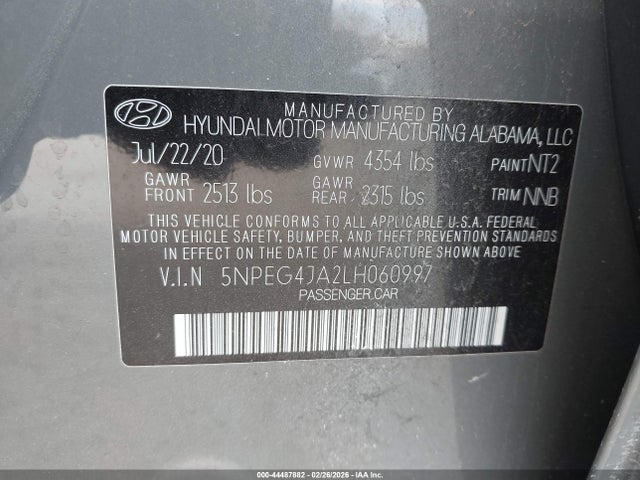 MANUFACTURED BY
HYUNDAI MOTOR MANUFACTURING ALABAMA, LLC
Jul/22/20 GVWR 4354 lbs PAINT NT2
GAWR FRONT 2513 lbs GAWR REAR 2315 lbs TRIM NNB
THIS VEHICLE CONFORMS TO ALL APPLICABLE U.S.A. FEDERAL
MOTOR VEHICLE SAFETY, BUMPER, AND THEFT PREVENTION STANDARDS
IN EFFECT ON THE DATE OF MANUFACTURE SHOWN ABOVE
V.I.N 5NPEG4JA2LH060997
PASSENGER CAR
000-44487882 - 02/26/2026 - IAAI.COM